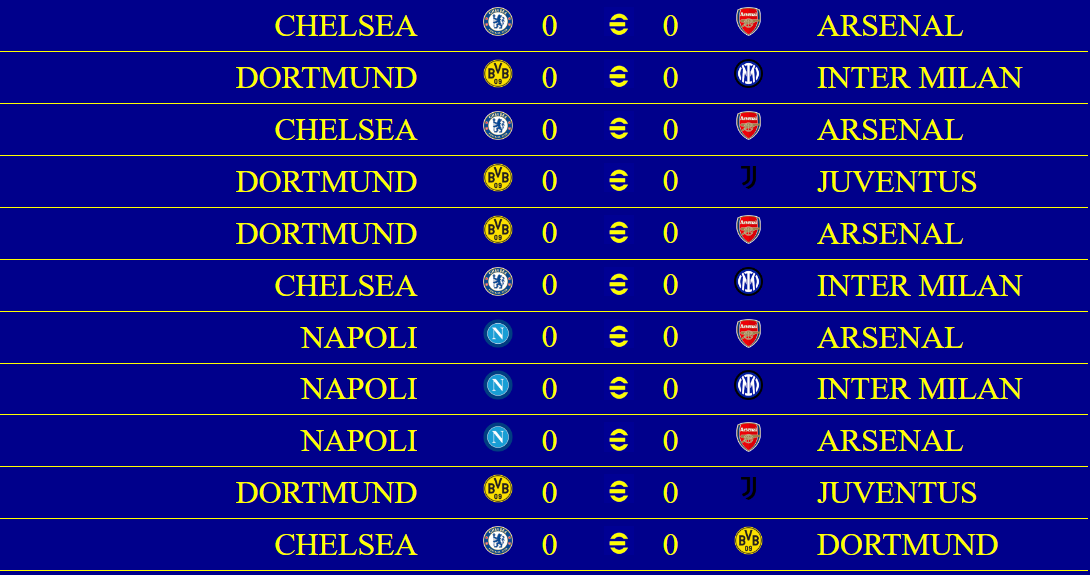 CHELSEA 0 0 ARSENAL
DORTMUND BVB 09 0 0 INTER MILAN
CHELSEA 0 0 ARSENAL
DORTMUND BVB 09 0 0 JUVENTUS
DORTMUND BVB 09 0 0 ARSENAL
CHELSEA 0 0 INTER MILAN
NAPOLI N 0 0 ARSENAL
NAPOLI N 0 0 INTER MILAN
NAPOLI N 0 0 ARSENAL
DORTMUND BVB 09 0 0 JUVENTUS
CHELSEA 0 0 BVB 09 DORTMUND